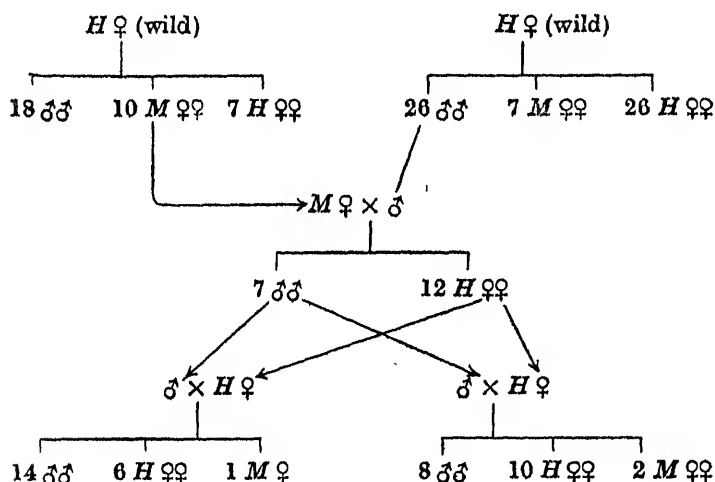 H ♀ (wild) H ♀ (wild)
18 ♂♂ 10 M ♀♀ 7 H ♀♀ 26 ♂♂ 7 M ♀♀ 26 H ♀♀
M ♀ × ♂
7 ♂♂ 12 H ♀♀
♂ × H ♀ ♂ × H ♀
14 ♂♂ 6 H ♀♀ 1 M ♀ 8 ♂♂ 10 H ♀♀ 2 M ♀♀